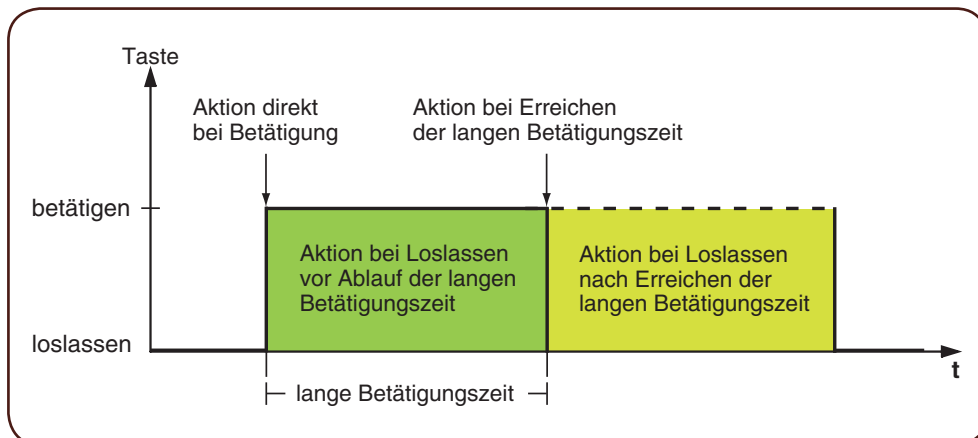 Taste
Aktion direkt
bei Betätigung
Aktion bei Erreichen
der langen Betätigungszeit
betätigen
Aktion bei Loslassen
vor Ablauf der langen
Betätigungszeit
Aktion bei Loslassen
nach Erreichen der
langen Betätigungszeit
loslassen
t
lange Betätigungszeit